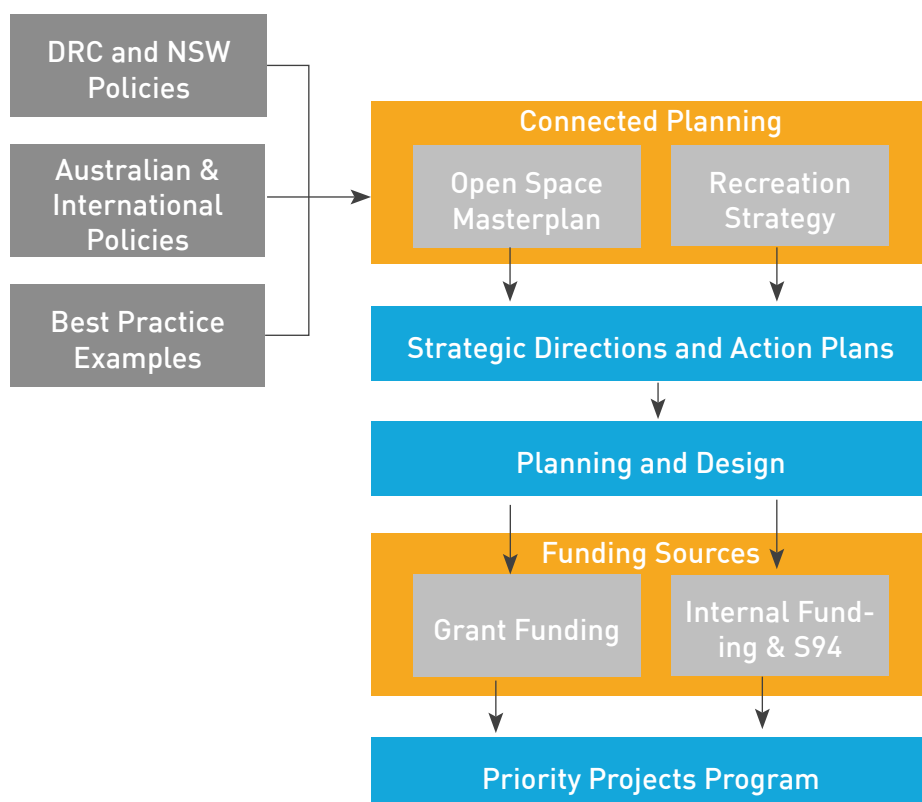 DRC and NSW
Policies
Australian &
International
Policies
Best Practice
Examples
Connected Planning
Open Space
Masterplan
Recreation
Strategy
Strategic Directions and Action Plans
Planning and Design
Funding Sources
Grant Funding
Internal Fund-
ing & S94
Priority Projects Program